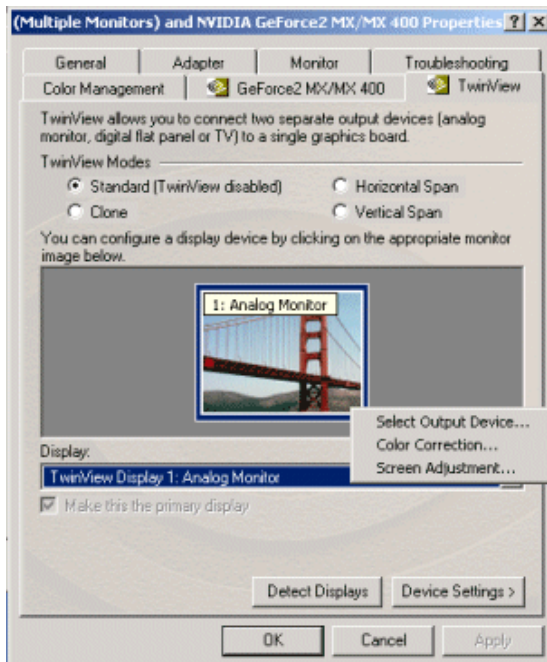 (Multiple Monitors) and NVIDIA GeForce2 MX/MX 400 Properties
General Adapter Monitor Troubleshooting
Color Management GeForce2 MX/MX 400 TwinView
TwinView allows you to connect two separate output devices (analog
monitor, digital flat panel or TV) to a single graphics board.
TwinView Modes
Standard (TwinView disabled) Horizontal Span
Clone Vertical Span
You can configure a display device by clicking on the appropriate monitor
image below.
1: Analog Monitor
Select Output Device...
Color Correction...
Screen Adjustment...
Display:
TwinView Display 1: Analog Monitor
Make this the primary display
Detect Displays Device Settings >
OK Cancel Apply